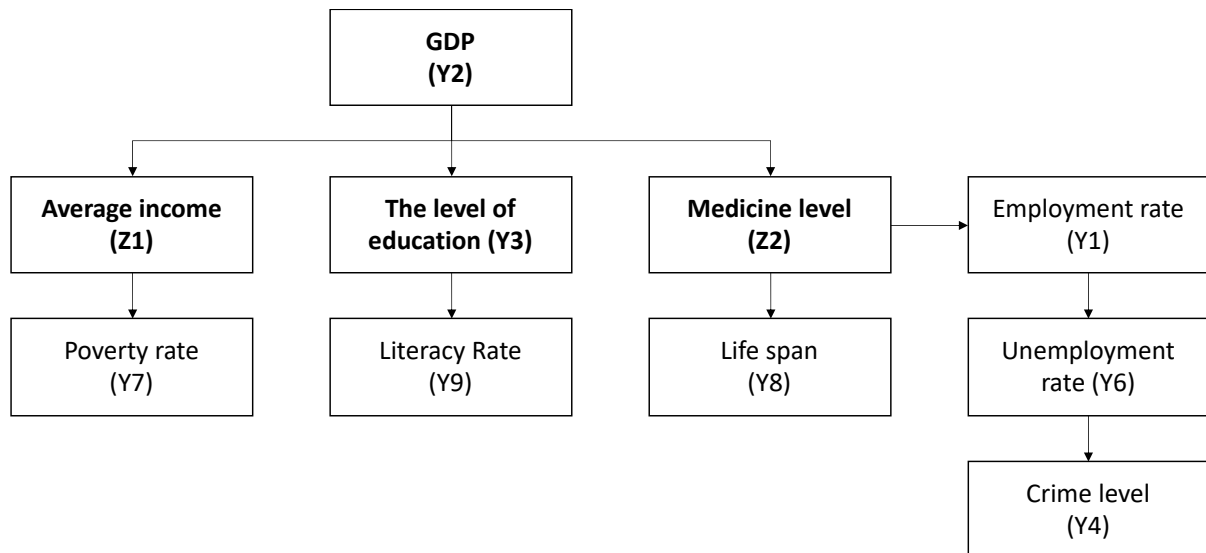 GDP
(Y2)
Average income
(Z1)
The level of
education (Y3)
Medicine level
(Z2)
Employment rate
(Y1)
Poverty rate
(Y7)
Literacy Rate
(Y9)
Life span
(Y8)
Unemployment
rate (Y6)
Crime level
(Y4)